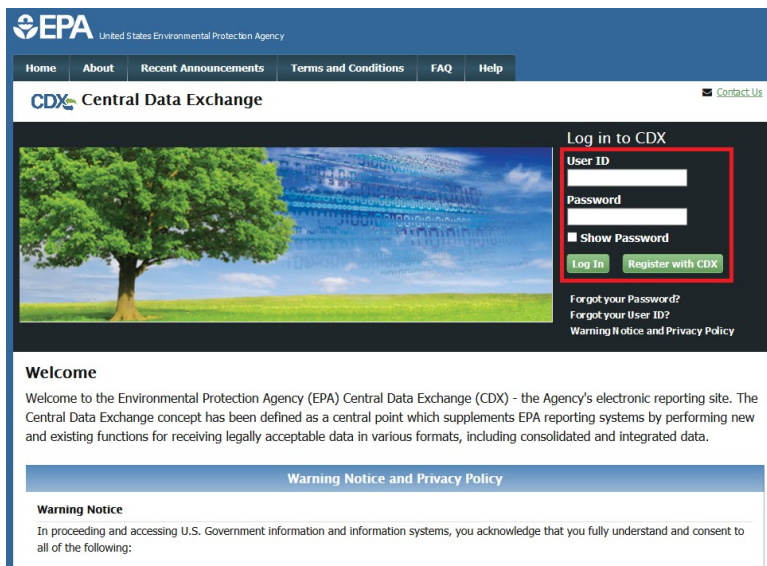 EPA United States Environmental Protection Agency
Home About Recent Announcements Terms and Conditions FAQ Help
Contact Us
CDX Central Data Exchange
Log in to CDX
User ID
Password
Show Password
Log In Register with CDX
Forgot your Password?
Forgot your User ID?
Warning Notice and Privacy Policy
Welcome
Welcome to the Environmental Protection Agency (EPA) Central Data Exchange (CDX) - the Agency's electronic reporting site. The
Central Data Exchange concept has been defined as a central point which supplements EPA reporting systems by performing new
and existing functions for receiving legally acceptable data in various formats, including consolidated and integrated data.
Warning Notice and Privacy Policy
Warning Notice
In proceeding and accessing U.S. Government information and information systems, you acknowledge that you fully understand and consent to
all of the following: